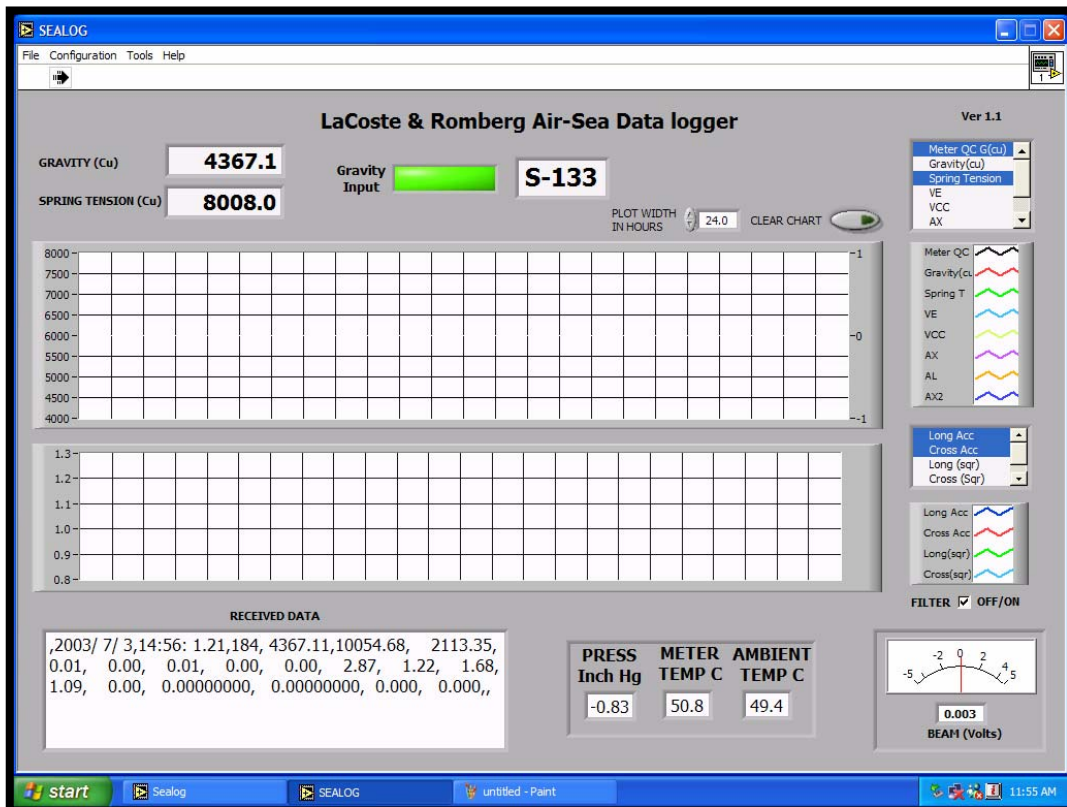 SEALOG
File Configuration Tools Help
1
LaCoste & Romberg Air-Sea Data logger
Ver 1.1
GRAVITY (Cu) 4367.1
Gravity Input
S-133
SPRING TENSION (Cu) 8008.0
PLOT WIDTH IN HOURS 24.0 CLEAR CHART
Meter QC G(cu)
Gravity(cu)
Spring Tension
VE
VCC
AX
8000
7500
7000
6500
6000
5500
5000
4500
4000
1
0
-1
Meter QC
Gravity(cu
Spring T
VE
VCC
AX
AL
AX2
1.3
1.2
1.1
1.0
0.9
0.8
Long Acc
Cross Acc
Long (sqr)
Cross (Sqr)
Long Acc
Cross Acc
Long(sqr)
Cross(sqr)
FILTER OFF/ON
RECEIVED DATA
,2003/ 7/ 3,14:56: 1.21,184, 4367.11,10054.68, 2113.35,
0.01, 0.00, 0.01, 0.00, 0.00, 2.87, 1.22, 1.68,
1.09, 0.00, 0.00000000, 0.00000000, 0.000, 0.000,,
PRESS Inch Hg
-0.83
METER TEMP C
50.8
AMBIENT TEMP C
49.4
-5 -2 0 2 4 5
0.003
BEAM (Volts)
start Sealog SEALOG untitled - Paint 11:55 AM